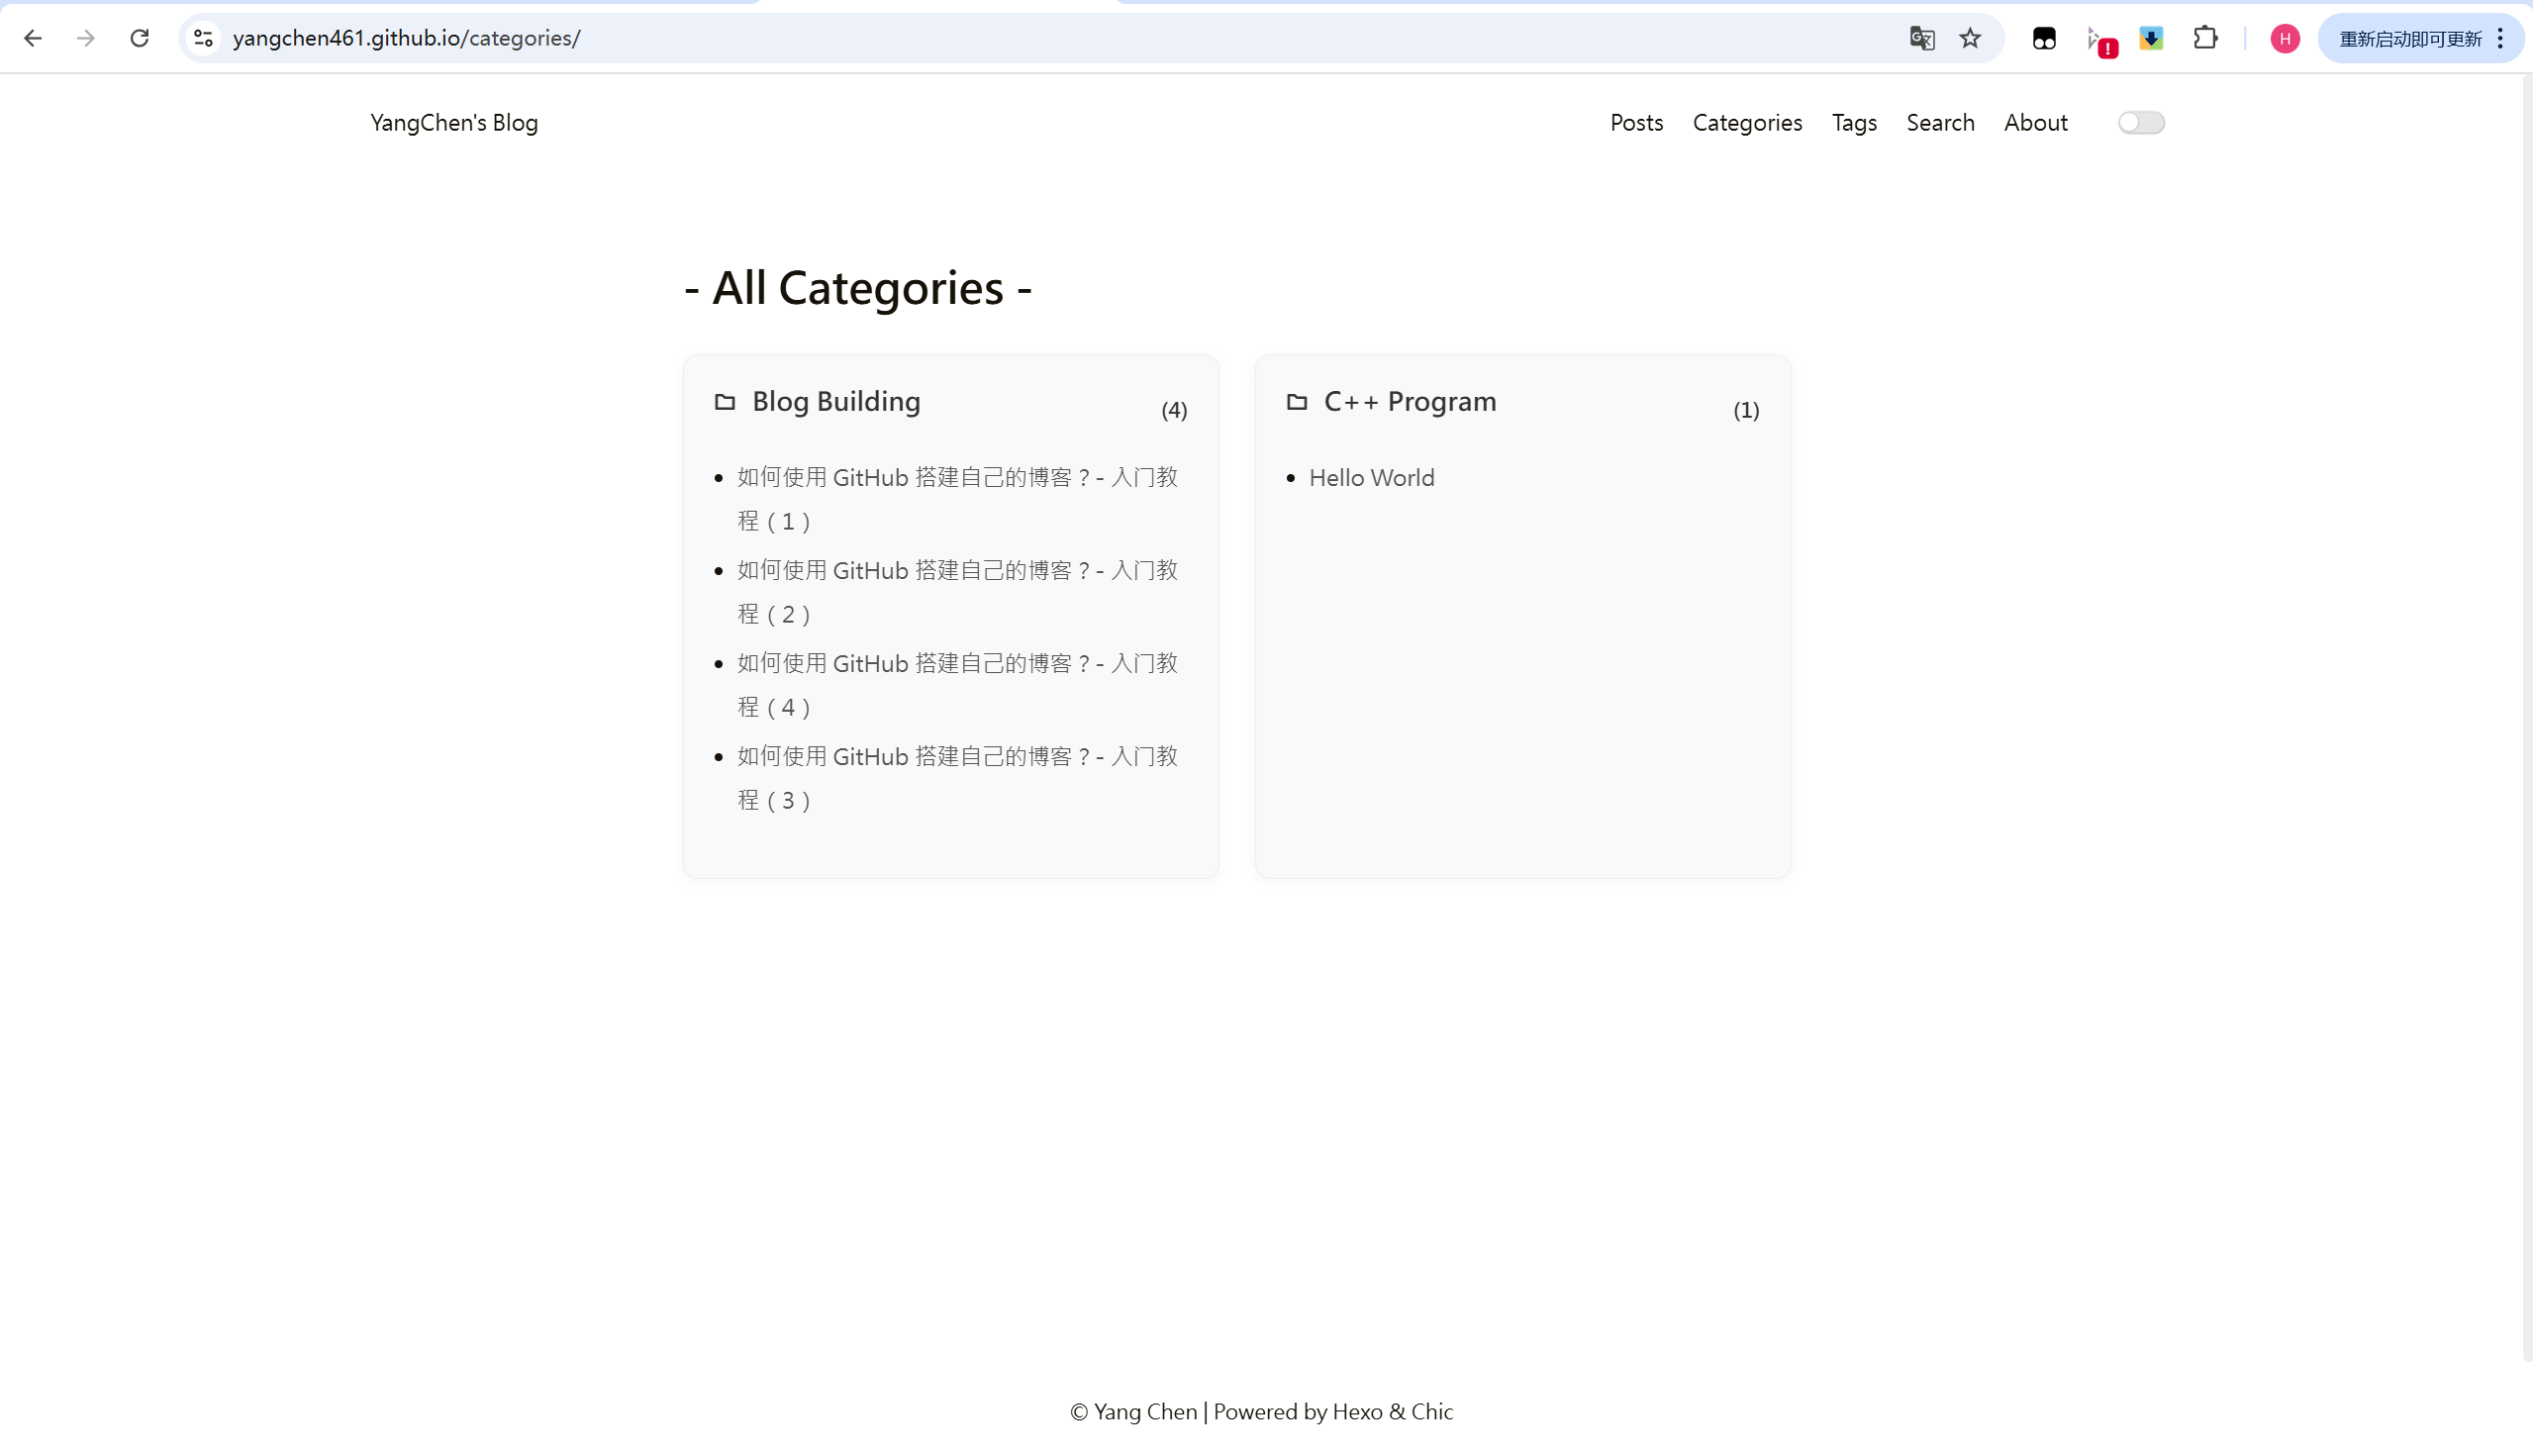 yangchen461.github.io/categories/
H
重新启动即可更新
YangChen's Blog
Posts Categories Tags Search About
- All Categories -
Blog Building (4)
如何使用 GitHub 搭建自己的博客？- 入门教
程（1）
如何使用 GitHub 搭建自己的博客？- 入门教
程（2）
如何使用 GitHub 搭建自己的博客？- 入门教
程（4）
如何使用 GitHub 搭建自己的博客？- 入门教
程（3）
C++ Program (1)
Hello World
© Yang Chen | Powered by Hexo & Chic